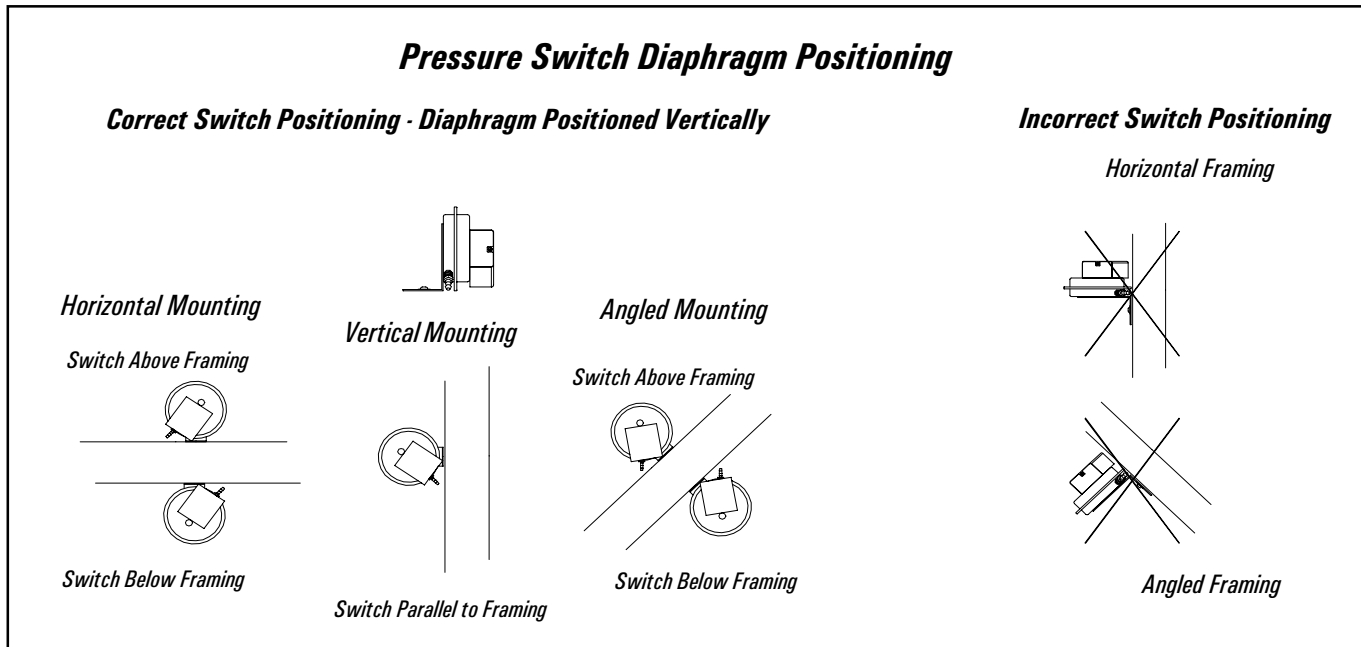 Pressure Switch Diaphragm Positioning
Correct Switch Positioning - Diaphragm Positioned Vertically
Horizontal Mounting
Switch Above Framing
Switch Below Framing
Vertical Mounting
Switch Parallel to Framing
Angled Mounting
Switch Above Framing
Switch Below Framing
Incorrect Switch Positioning
Horizontal Framing
Angled Framing